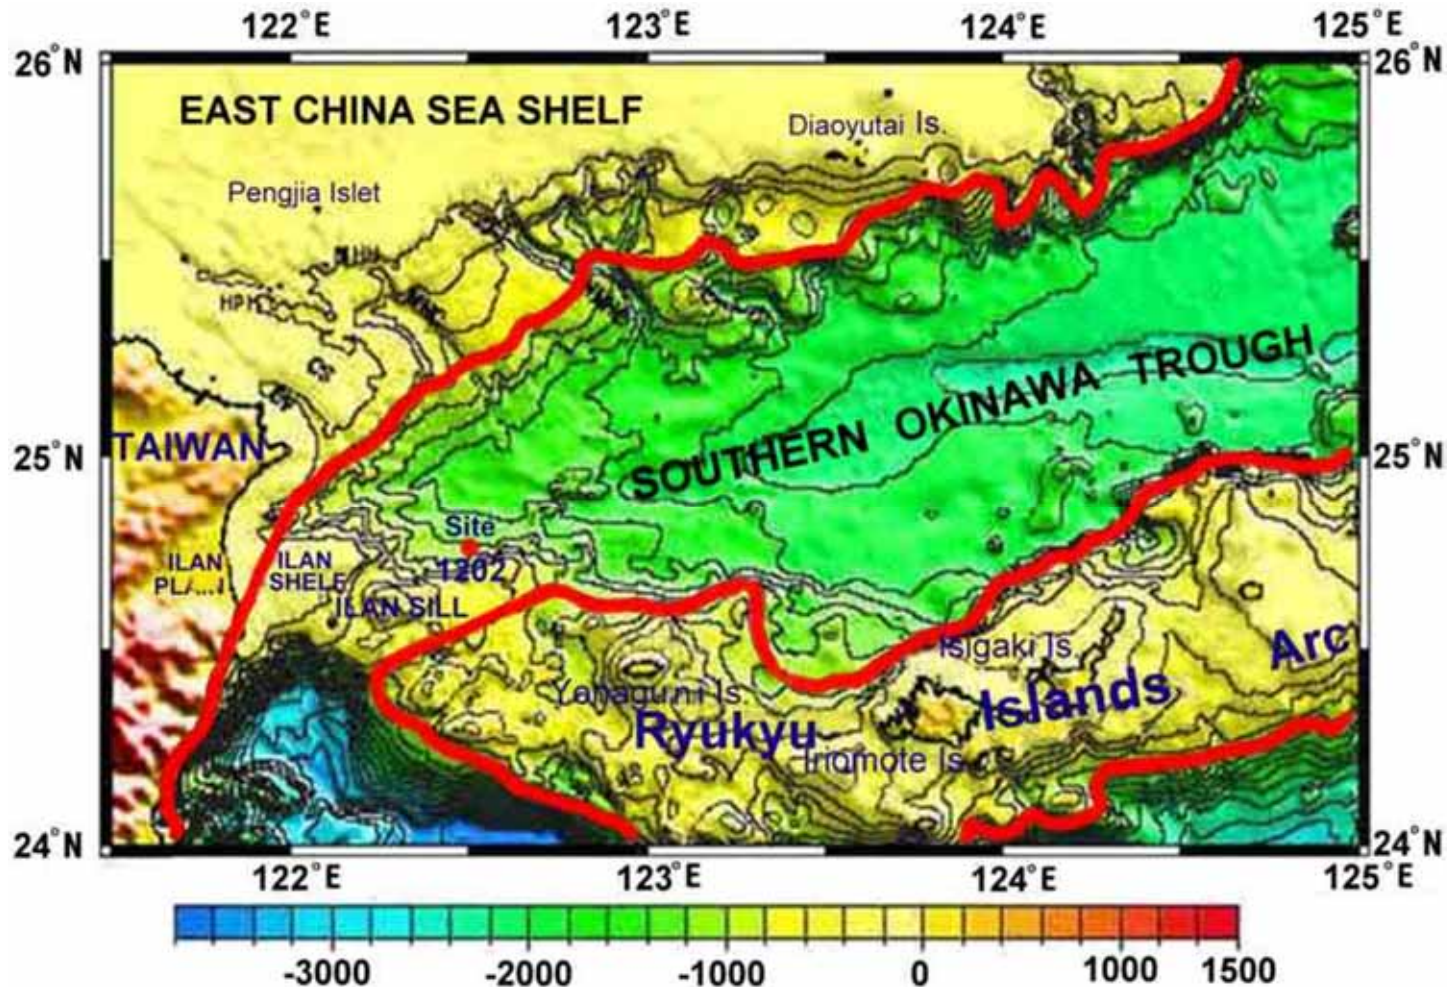 122°E 123°E 124°E 125°E
26°N 26°N
EAST CHINA SEA SHELF
Diaoyutai Is.
Pengjia Islet
SOUTHERN OKINAWA TROUGH
TAIWAN
25°N 25°N
Site
1202
ILAN
ILAN
SHELE
ILAN SILL
Isigaki Is.
Arc
Islands
Ryukyu
Iriomote Is.
24°N 24°N
122°E 123°E 124°E 125°E
-3000 -2000 -1000 0 1000 1500